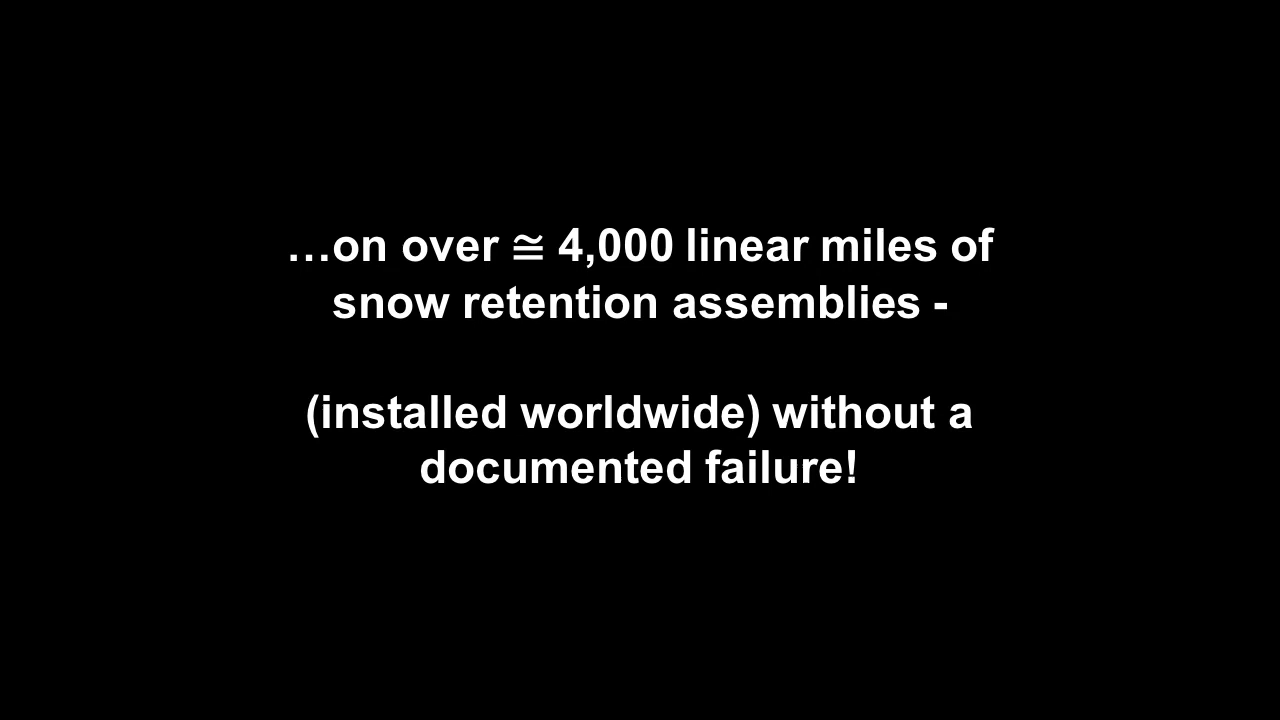 …on over ≅ 4,000 linear miles of
snow retention assemblies -
(installed worldwide) without a
documented failure!